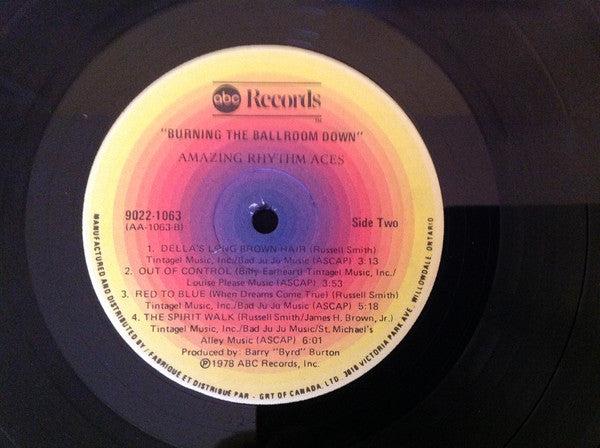 abc Records
TM
"BURNING THE BALLROOM DOWN"
AMAZING RHYTHM ACES
9022-1063
(AA-1063-B)
Side Two
1. DELLA'S LONG BROWN HAIR (Russell Smith)
Tintagel Music, Inc./Bad Ju Ju Music (ASCAP) 3:13
2. OUT OF CONTROL (Billy Earheart) Tintagel Music, Inc./
Louise Please Music (ASCAP) 3:53
3. RED TO BLUE (When Dreams Come True) (Russell Smith)
Tintagel Music, Inc./Bad Ju Ju Music (ASCAP) 5:18
4. THE SPIRIT WALK (Russell Smith/James H. Brown, Jr.)
Tintagel Music, Inc./Bad Ju Ju Music/St. Michael's
Alley Music (ASCAP) 6:01
Produced by: Barry "Byrd" Burton
Ⓟ1978 ABC Records, Inc.
MANUFACTURED AND DISTRIBUTED BY / FABRIQUÉ ET DISTRIBUÉ PAR - GRT OF CANADA, LTD. 3816 VICTORIA PARK AVE., WILLOWDALE, ONTARIO